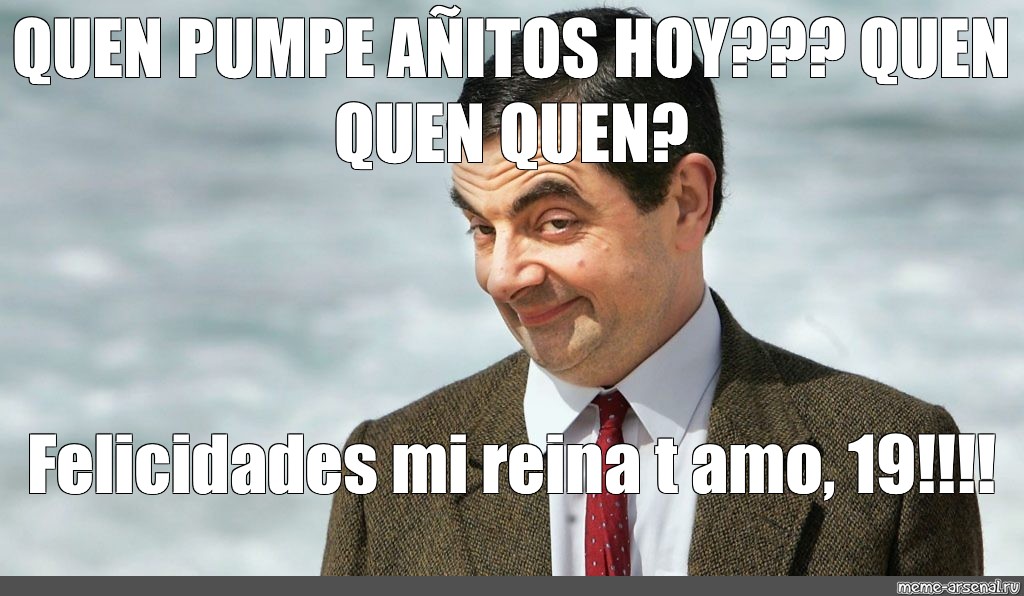 QUEN PUMPE AÑITOS HOY??? QUEN
QUEN QUEN?
Felicidades mi reina t amo, 19!!!!
meme-arsenal.ru